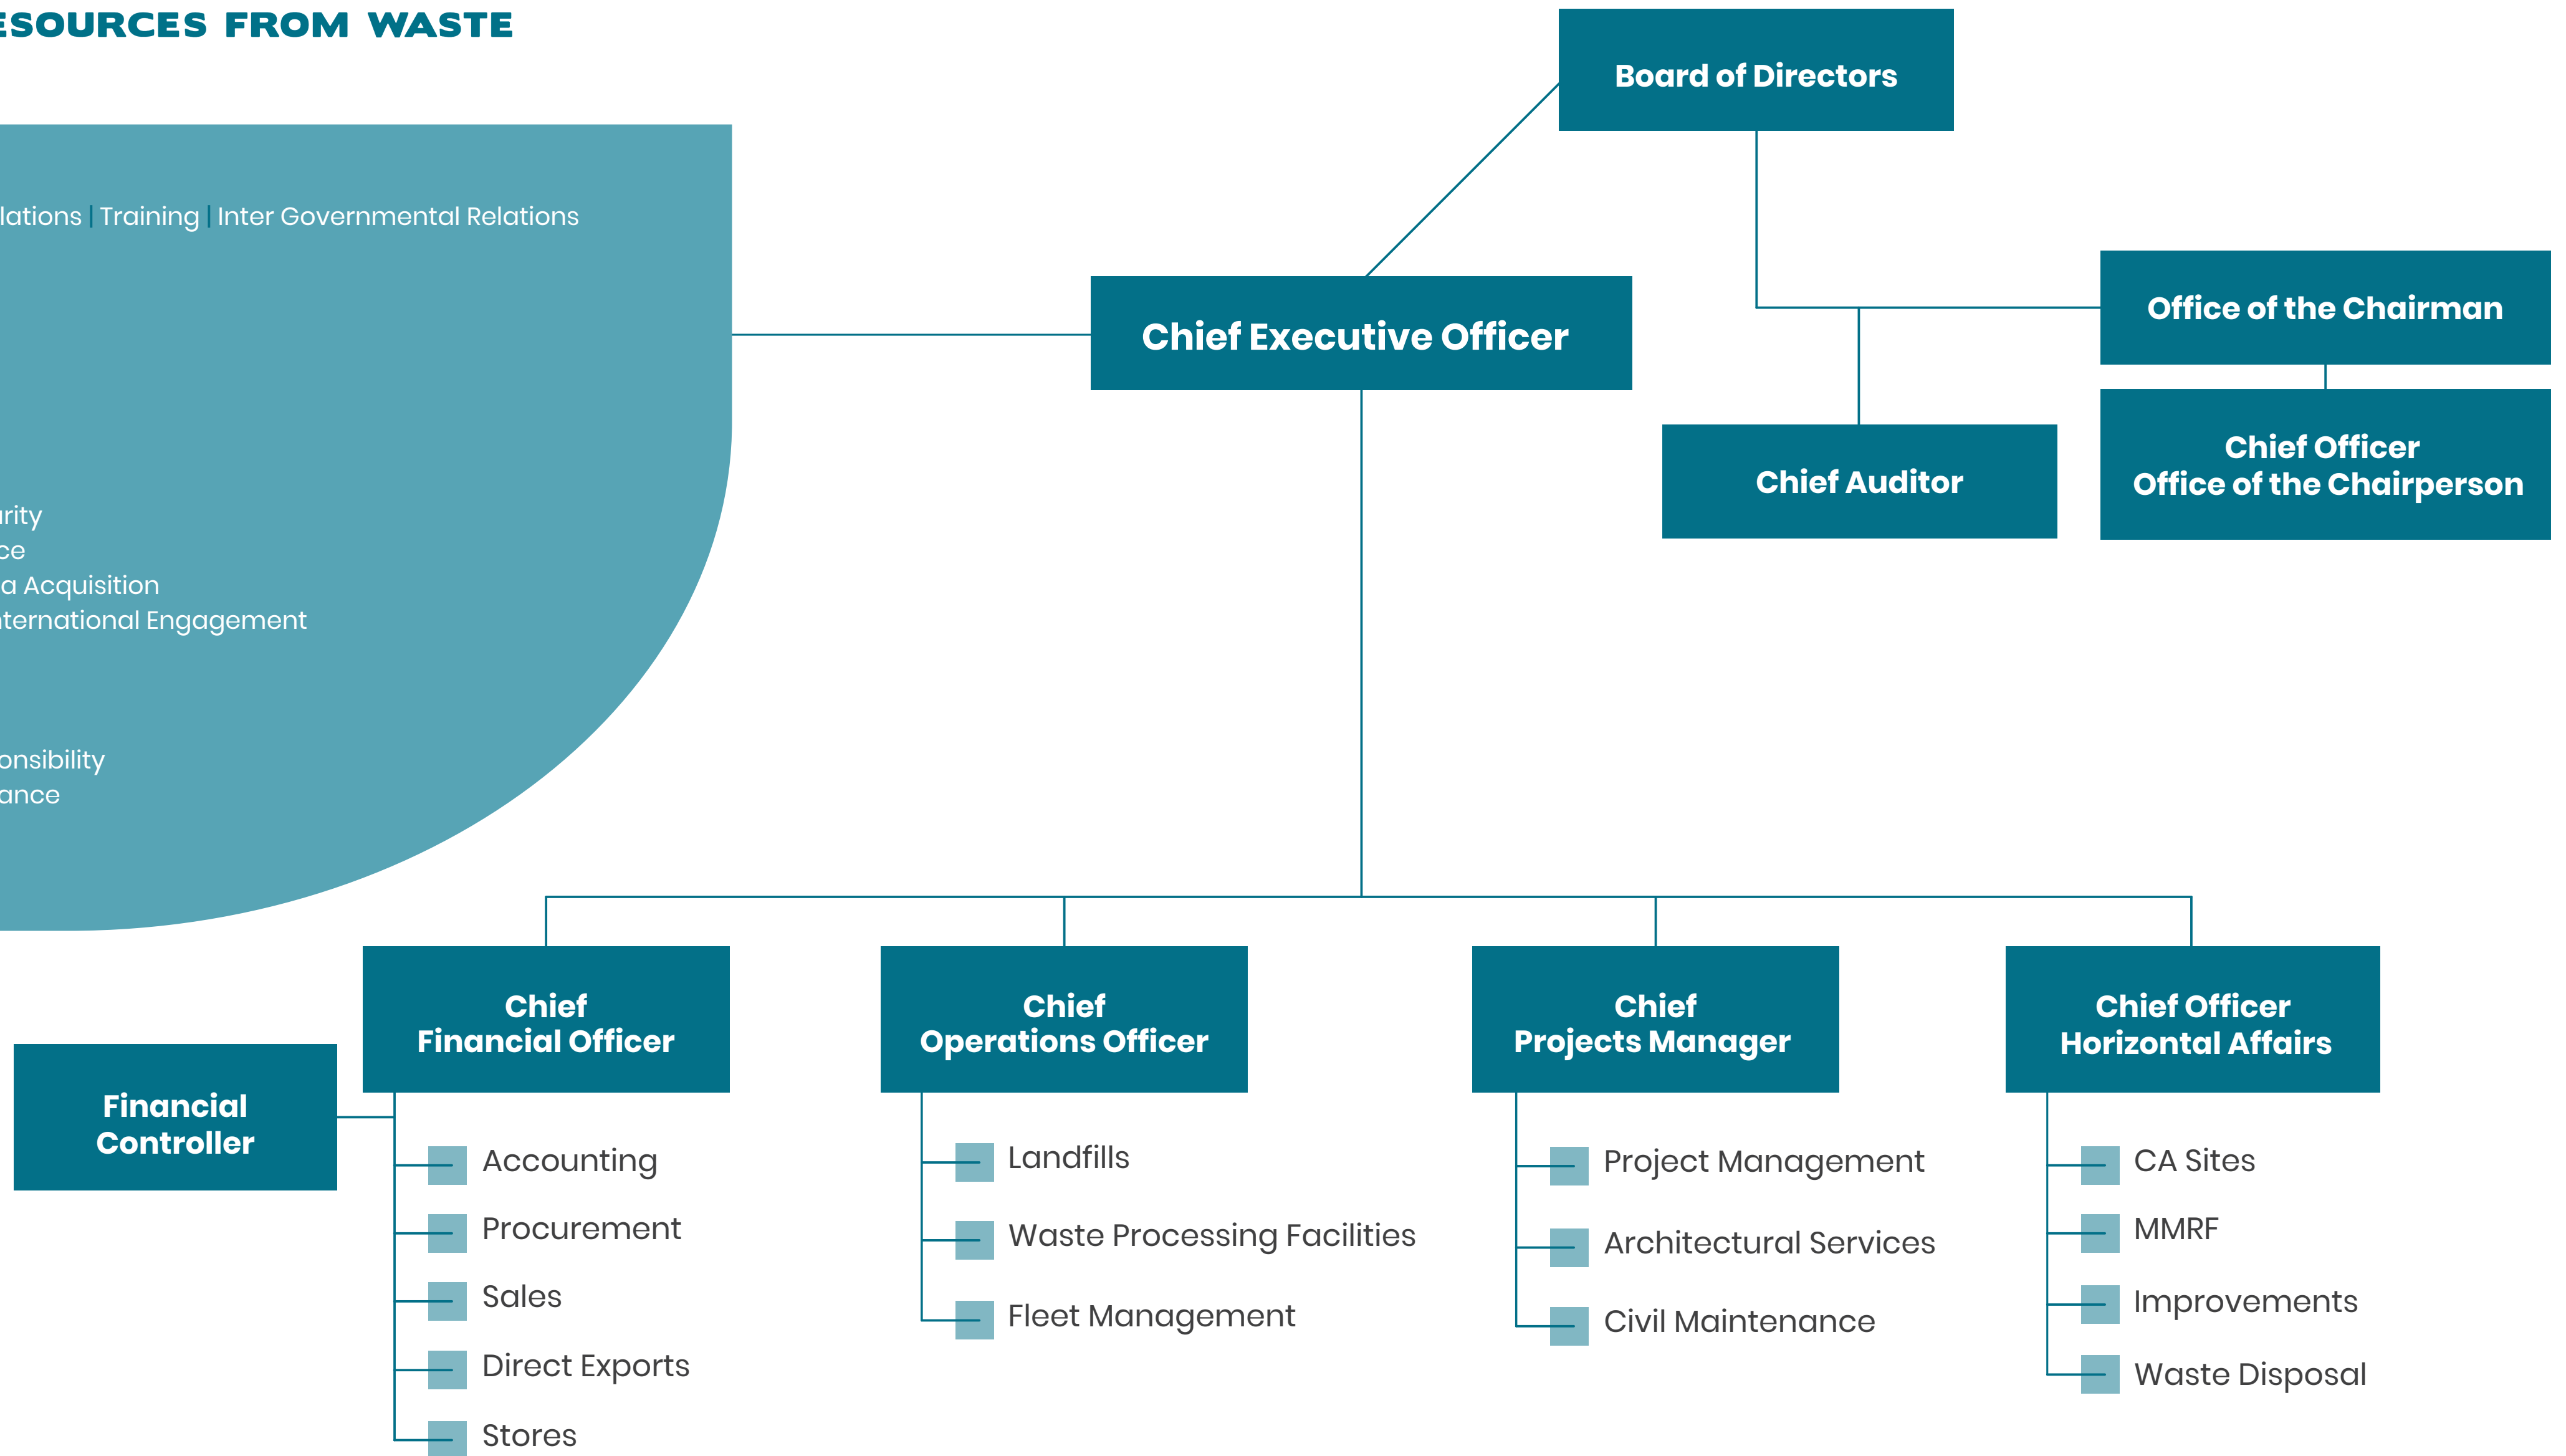 ESOURCES FROM WASTE
Board of Directors
lations | Training | Inter Governmental Relations
Chief Executive Officer
Office of the Chairman
Chief Auditor
Chief Officer
Office of the Chairperson
rity
ce
a Acquisition
nternational Engagement
onsibility
ance
Financial
Controller
Chief
Financial Officer
Accounting
Procurement
Sales
Direct Exports
Stores
Chief
Operations Officer
Landfills
Waste Processing Facilities
Fleet Management
Chief
Projects Manager
Project Management
Architectural Services
Civil Maintenance
Chief Officer
Horizontal Affairs
CA Sites
MMRF
Improvements
Waste Disposal